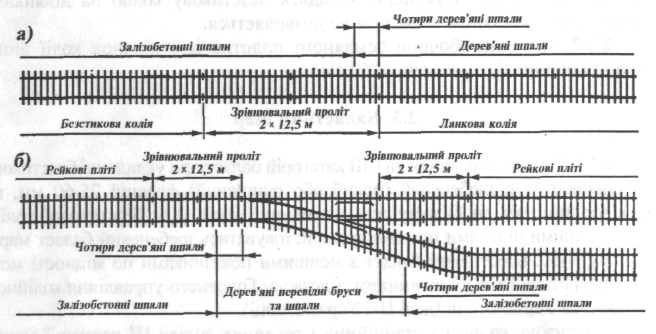 а)
Чотири дерев'яні шпали
Залізобетонні шпали
Дерев'яні шпали
Зрівнювальний проліт
2 × 12,5 м
Безстикова колія
Ланкова колія
б)
Зрівнювальний проліт
2 × 12,5 м
Рейкові пліті
Зрівнювальний проліт
2 × 12,5 м
Рейкові пліті
Чотири дерев'яні шпали
Дерев'яні перевідні бруси
та шпали
Чотири дерев'яні шпали
Залізобетонні шпали
Залізобетонні шпали